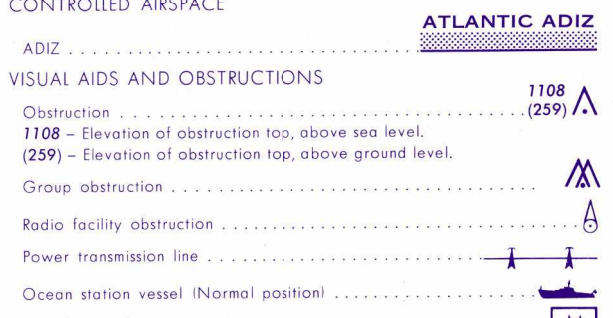 CONTROLLED AIRSPACE
ATLANTIC ADIZ
ADIZ
VISUAL AIDS AND OBSTRUCTIONS
1108
Obstruction (259)
1108 – Elevation of obstruction top, above sea level.
(259) – Elevation of obstruction top, above ground level.
Group obstruction
Radio facility obstruction
Power transmission line
Ocean station vessel (Normal position)